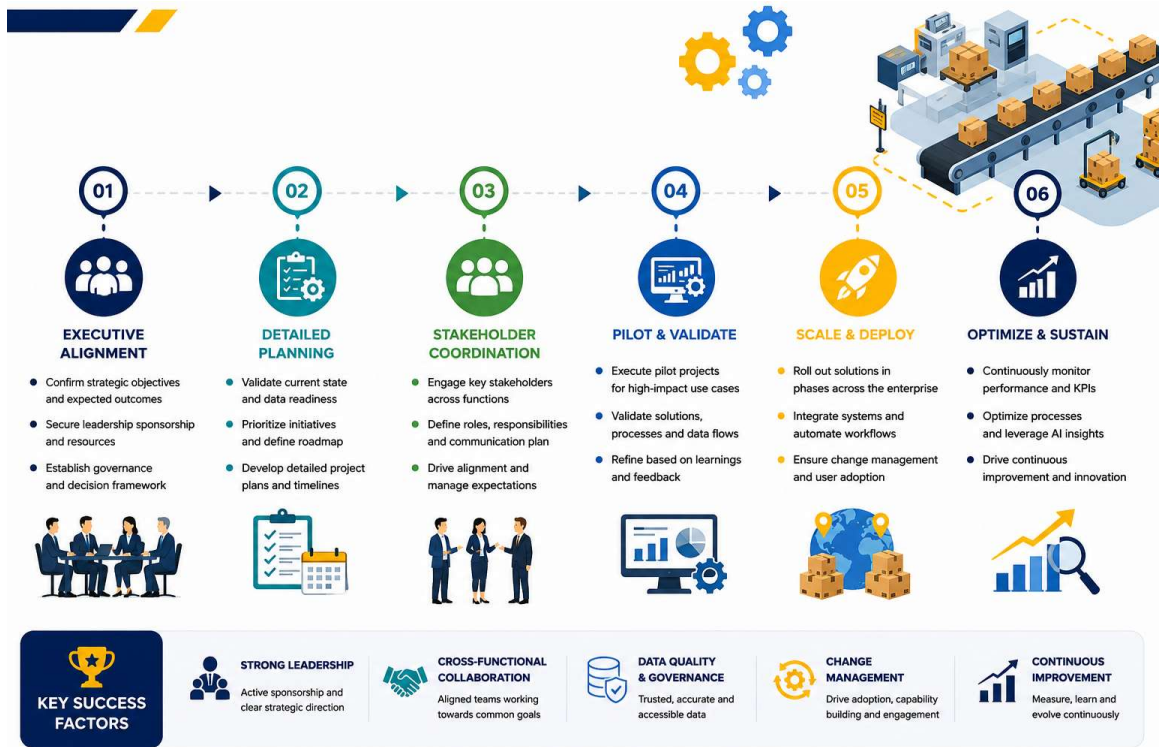 01
02
03
04
05
06
EXECUTIVE
ALIGNMENT
Confirm strategic objectives
and expected outcomes
Secure leadership sponsorship
and resources
Establish governance
and decision framework
DETAILED
PLANNING
Validate current state
and data readiness
Prioritize initiatives
and define roadmap
Develop detailed project
plans and timelines
STAKEHOLDER
COORDINATION
Engage key stakeholders
across functions
Define roles, responsibilities
and communication plan
Drive alignment and
manage expectations
PILOT & VALIDATE
Execute pilot projects
for high-impact use cases
Validate solutions,
processes and data flows
Refine based on learnings
and feedback
SCALE & DEPLOY
Roll out solutions in
phases across the enterprise
Integrate systems and
automate workflows
Ensure change management
and user adoption
OPTIMIZE & SUSTAIN
Continuously monitor
performance and KPIs
Optimize processes
and leverage AI insights
Drive continuous
improvement and innovation
KEY SUCCESS
FACTORS
STRONG LEADERSHIP
Active sponsorship and
clear strategic direction
CROSS-FUNCTIONAL
COLLABORATION
Aligned teams working
towards common goals
DATA QUALITY
& GOVERNANCE
Trusted, accurate and
accessible data
CHANGE
MANAGEMENT
Drive adoption, capability
building and engagement
CONTINUOUS
IMPROVEMENT
Measure, learn and
evolve continuously